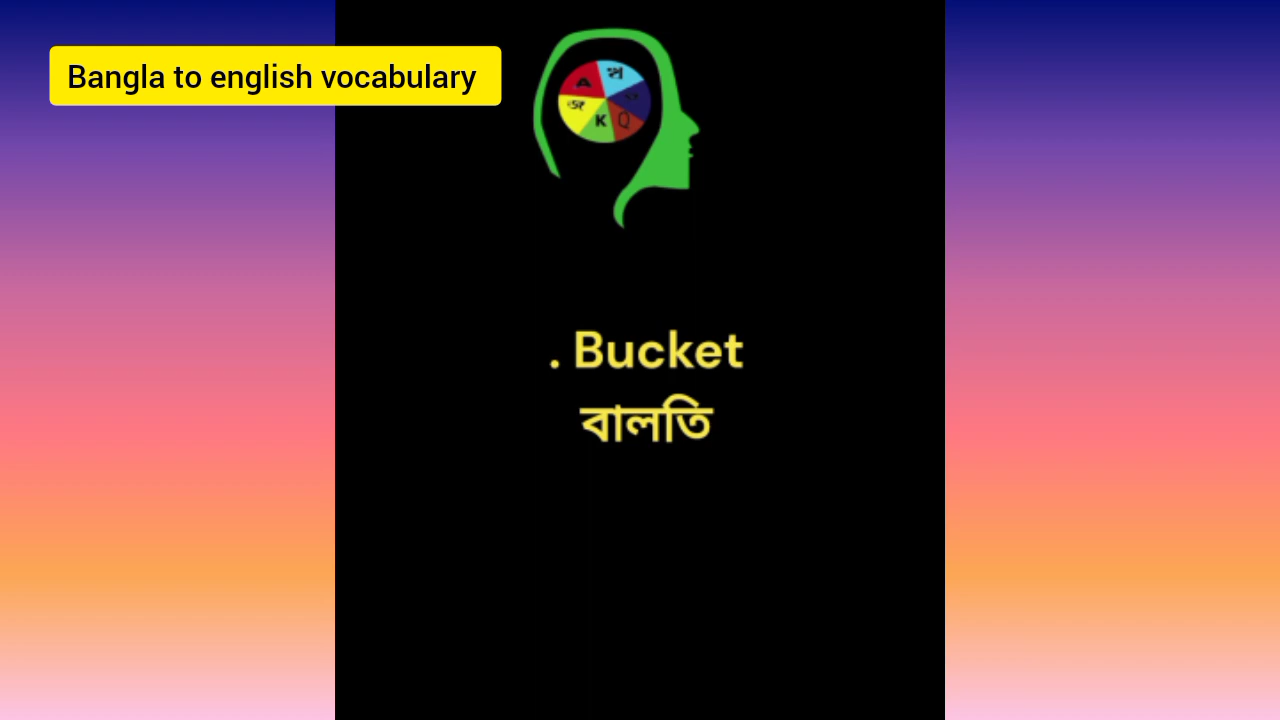 Bangla to english vocabulary
A
K
Q
. Bucket
বালতি